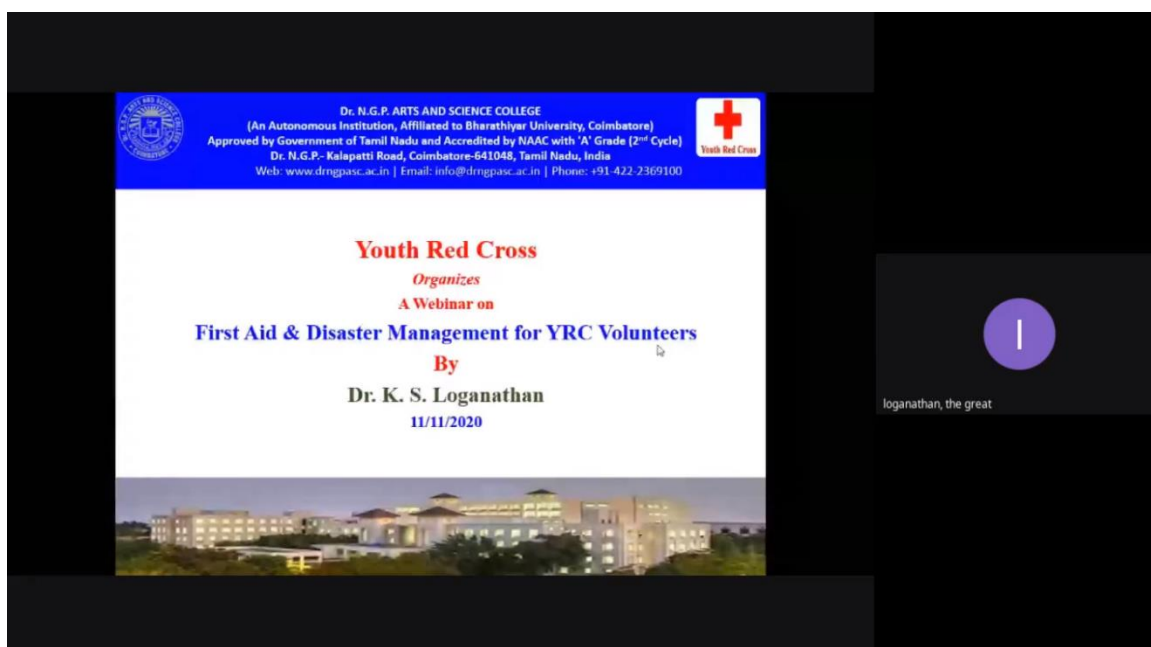 Dr. N.G.P. ARTS AND SCIENCE COLLEGE
(An Autonomous Institution, Affiliated to Bharathiyar University, Coimbatore)
Approved by Government of Tamil Nadu and Accredited by NAAC with 'A' Grade (2nd Cycle)
Dr. N.G.P.- Kalapatti Road, Coimbatore-641048, Tamil Nadu, India
Web: www.drngpasc.ac.in | Email: info@drngpasc.ac.in | Phone: +91-422-2369100
Youth Red Cross
Youth Red Cross
Organizes
A Webinar on
First Aid & Disaster Management for YRC Volunteers
By
Dr. K. S. Loganathan
11/11/2020
l
loganathan, the great